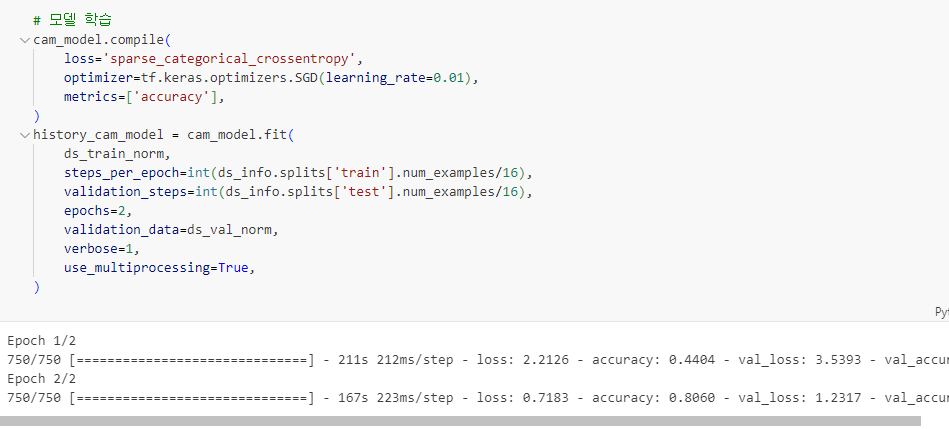 # 모델 학습
cam_model.compile(
loss='sparse_categorical_crossentropy',
optimizer=tf.keras.optimizers.SGD(learning_rate=0.01),
metrics=['accuracy'],
)
history_cam_model = cam_model.fit(
ds_train_norm,
steps_per_epoch=int(ds_info.splits['train'].num_examples/16),
validation_steps=int(ds_info.splits['test'].num_examples/16),
epochs=2,
validation_data=ds_val_norm,
verbose=1,
use_multiprocessing=True,
)
Pyt
Epoch 1/2
750/750 [==============================] - 211s 212ms/step - loss: 2.2126 - accuracy: 0.4404 - val_loss: 3.5393 - val_accur
Epoch 2/2
750/750 [==============================] - 167s 223ms/step - loss: 0.7183 - accuracy: 0.8060 - val_loss: 1.2317 - val_accur